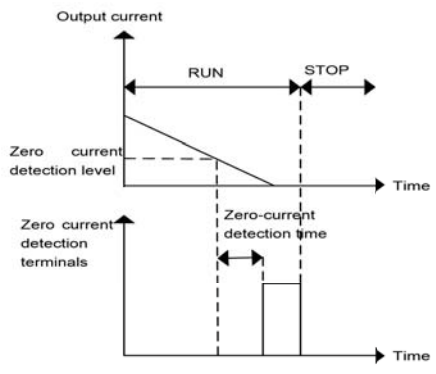 Output current
RUN
STOP
Zero current
detection level
Time
Zero current
detection
terminals
Zero-current
detection time
Time